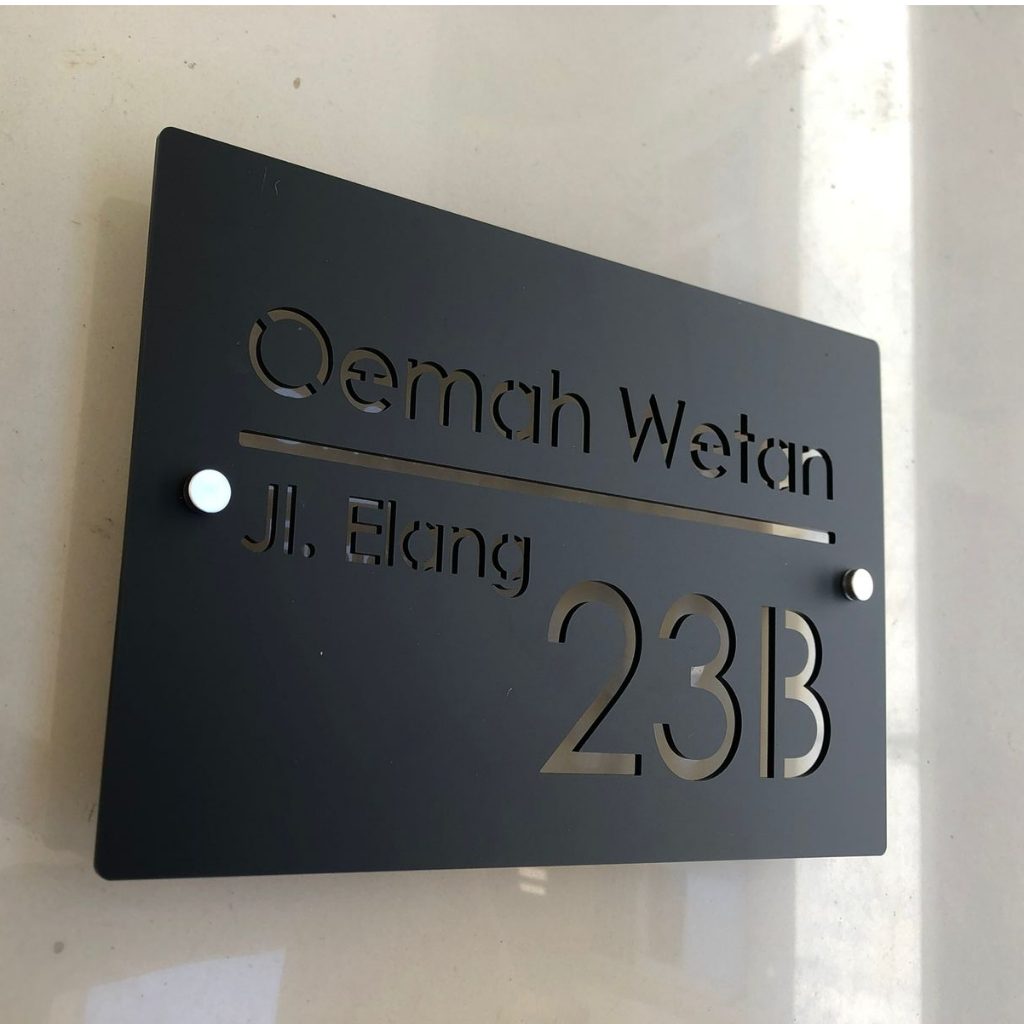 Oemah Wetan
Jl. Elang
23B